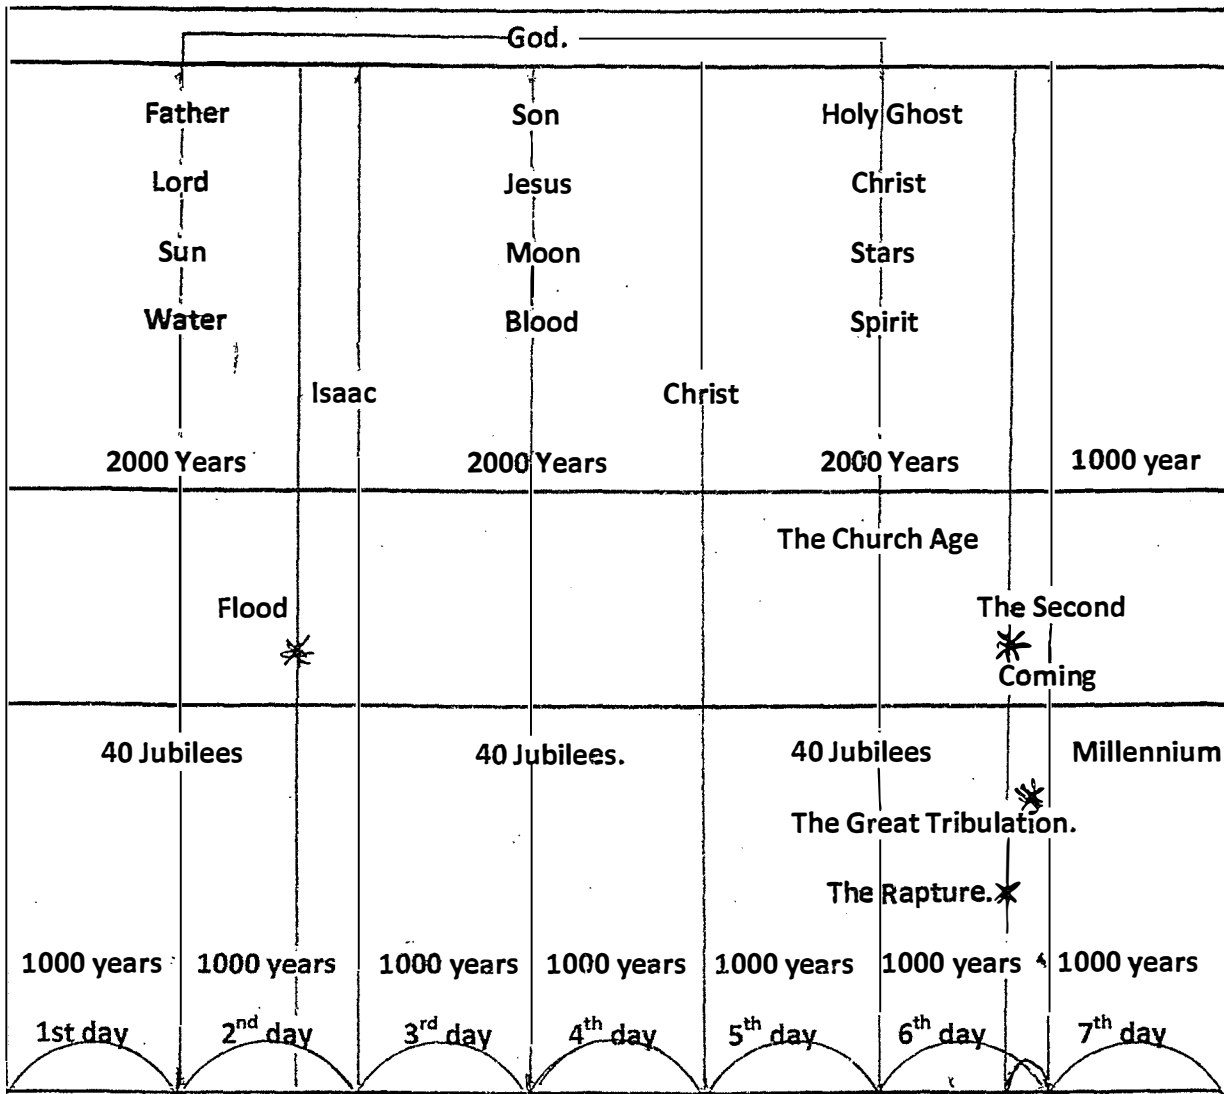 God.
Father Son Holy Ghost
Lord Jesus Christ
Sun Moon Stars
Water Blood Spirit
Isaac Christ
2000 Years 2000 Years 2000 Years 1000 year
The Church Age
Flood The Second
Coming
40 Jubilees 40 Jubilees. 40 Jubilees Millennium
The Great Tribulation.
The Rapture.
1000 years 1000 years 1000 years 1000 years 1000 years 1000 years 1000 years
1st day 2nd day 3rd day 4th day 5th day 6th day 7th day